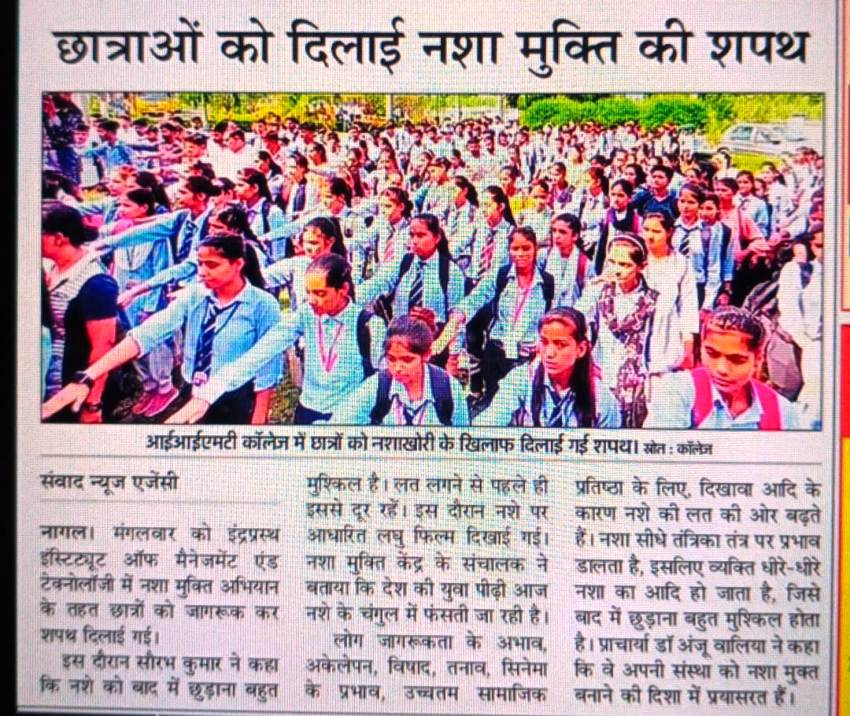 छात्राओं को दिलाई नशा मुक्ति की शपथ
आईआईएमटी कॉलेज में छात्रों को नशाखोरी के खिलाफ दिलाई गई शपथ। स्रोत : कॉलेज
संवाद न्यूज एजेंसी
नागल। मंगलवार को इंद्रप्रस्थ
इंस्टिट्यूट ऑफ मैनेजमेंट एंड
टेक्नोलॉजी में नशा मुक्ति अभियान
के तहत छात्रों को जागरूक कर
शपथ दिलाई गई।
इस दौरान सौरभ कुमार ने कहा
कि नशे को बाद में छुड़ाना बहुत
मुश्किल है। लत लगने से पहले ही
इससे दूर रहें। इस दौरान नशे पर
आधारित लघु फिल्म दिखाई गई।
नशा मुक्ति केंद्र के संचालक ने
बताया कि देश की युवा पीढ़ी आज
नशे के चंगुल में फंसती जा रही है।
लोग जागरूकता के अभाव,
अकेलेपन, विषाद, तनाव, सिनेमा
के प्रभाव, उच्चतम सामाजिक
प्रतिष्ठा के लिए, दिखावा आदि के
कारण नशे की लत की ओर बढ़ते
हैं। नशा सीधे तंत्रिका तंत्र पर प्रभाव
डालता है, इसलिए व्यक्ति धीरे-धीरे
नशा का आदि हो जाता है, जिसे
बाद में छुड़ाना बहुत मुश्किल होता
है। प्राचार्या डॉ अंजू वालिया ने कहा
कि वे अपनी संस्था को नशा मुक्त
बनाने की दिशा में प्रयासरत हैं।